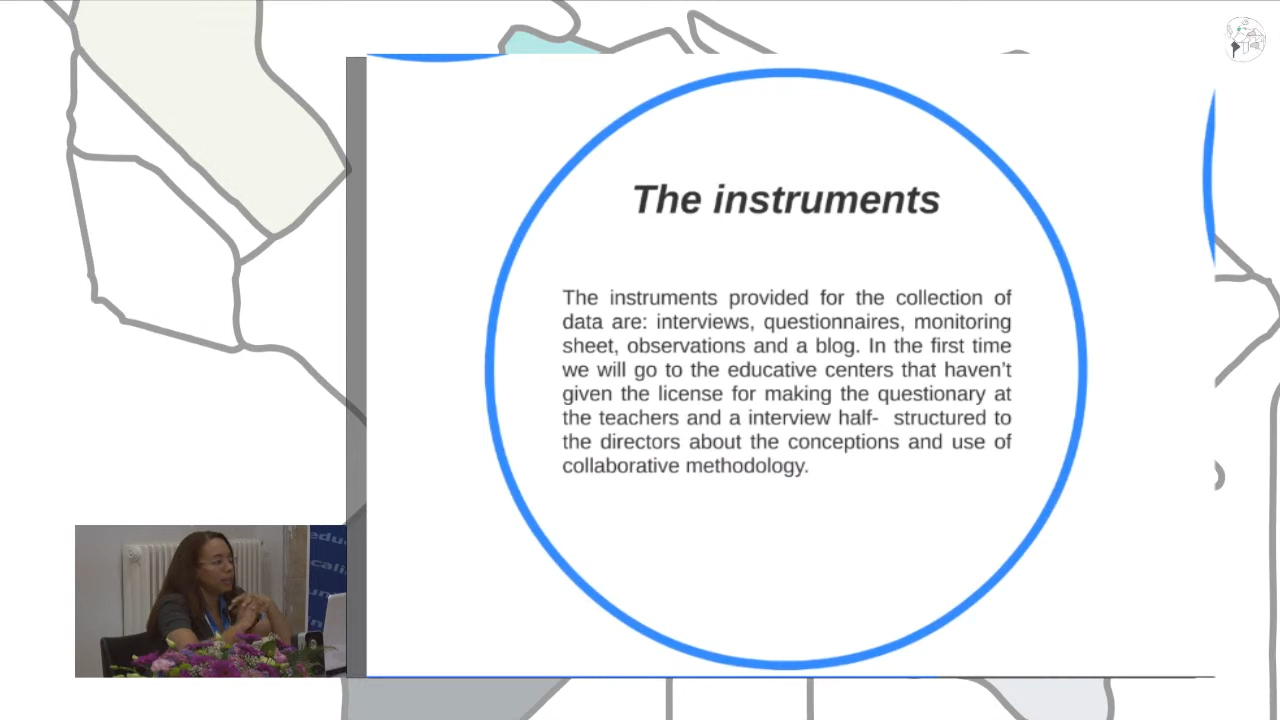 The instruments
The instruments provided for the collection of
data are: interviews, questionnaires, monitoring
sheet, observations and a blog. In the first time
we will go to the educative centers that haven't
given the license for making the questionary at
the teachers and a interview half- structured to
the directors about the conceptions and use of
collaborative methodology.